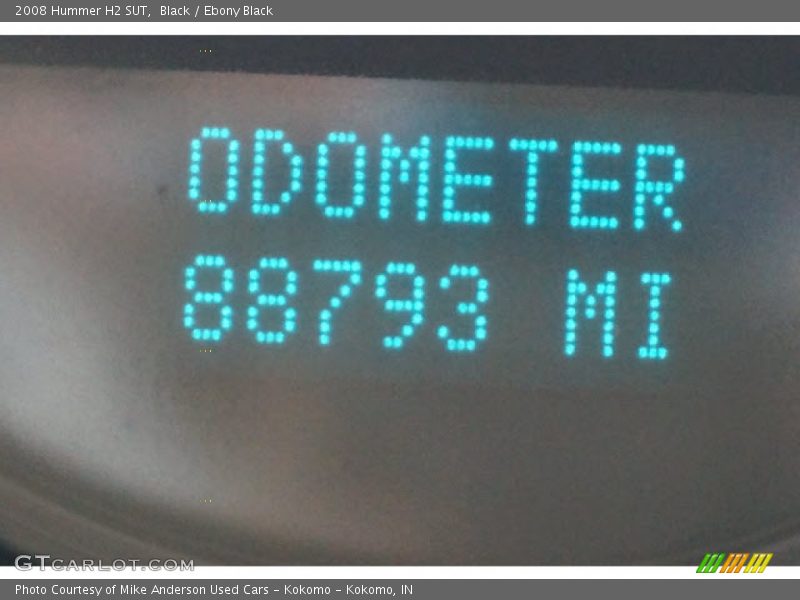 2008 Hummer H2 SUT,  Black / Ebony Black
ODOMETER
88793 MI
GTCARLOT.COM
Photo Courtesy of Mike Anderson Used Cars - Kokomo - Kokomo, IN